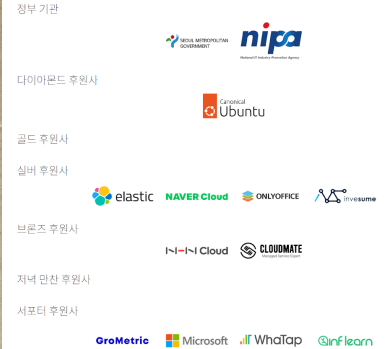 정부 기관
SEOUL METROPOLITAN
GOVERNMENT
nipa
National IT Industry Promotion Agency
다이아몬드 후원사
Canonical
Ubuntu
골드 후원사
실버 후원사
elastic NAVER Cloud ONLYOFFICE invesume
브론즈 후원사
NHN Cloud CLOUDMATE
Managed Service Expert
저녁 만찬 후원사
서포터 후원사
GroMetric Microsoft WhaTap inflearn